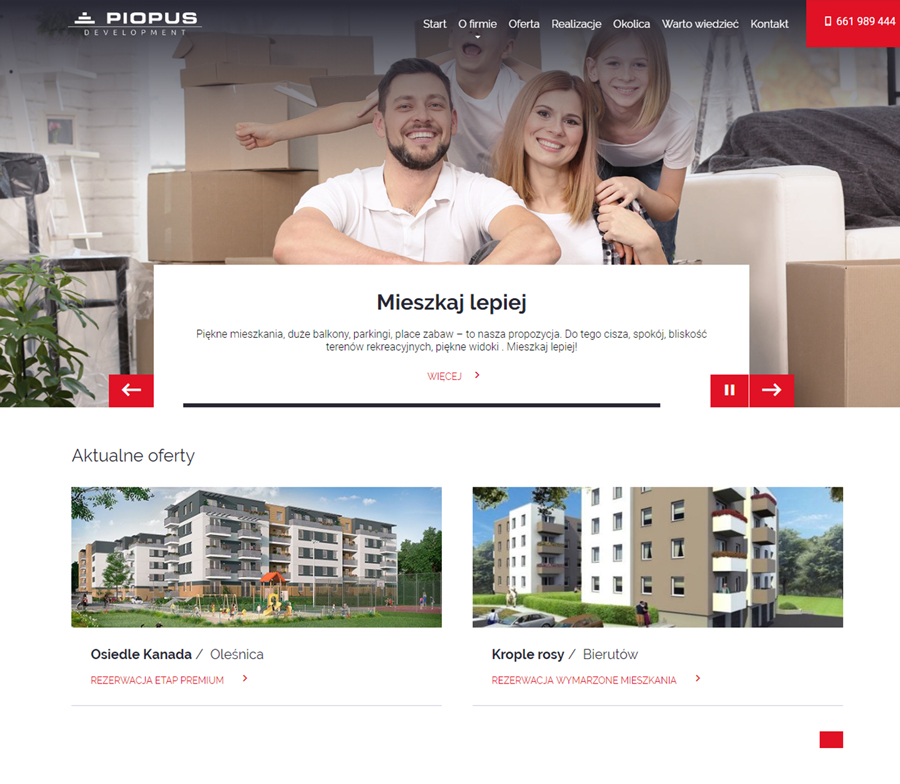 PIOPUS
DEVELOPMENT
Start O firmie Oferta Realizacje Okolica Warto wiedzieć Kontakt
661 989 444
Mieszkaj lepiej
Piękne mieszkania, duże balkony, parkingi, place zabaw – to nasza propozycja. Do tego cisza, spokój, bliskość
terenów rekreacyjnych, piękne widoki . Mieszkaj lepiej!
WIĘCEJ
Aktualne oferty
Osiedle Kanada / Oleśnica
REZERWACJA ETAP PREMIUM
Krople rosy / Bierutów
REZERWACJA WYMARZONE MIESZKANIA